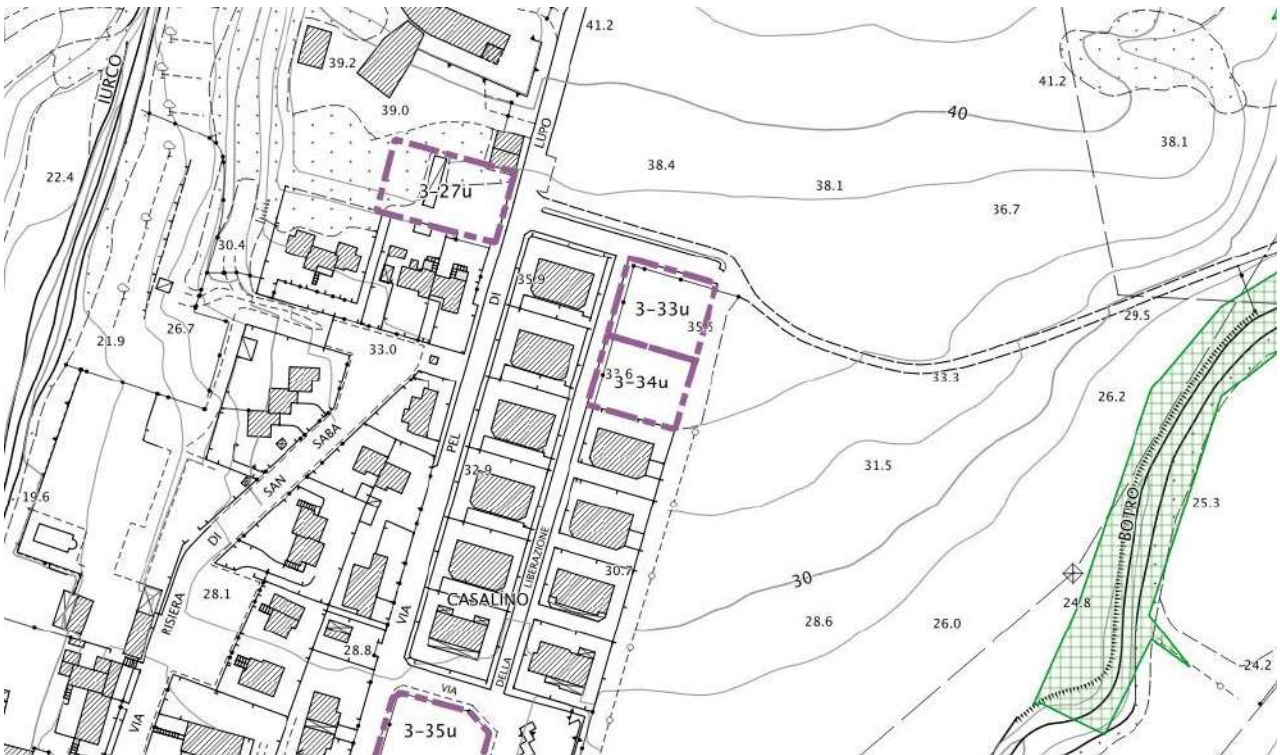 41.2
39.2
IURCO
39.0
40
41.2
LUPO
38.4
38.1
38.1
22.4
3-27u
36.7
30.4
35.9
DI
3-33u
35.5
29.5
26.7
21.9
33.0
3-34u
33.3
26.2
SABA
PEL
31.5
SAN
32.9
19.6
25.3
BOTRO
DI
LIBERAZIONE
30.7
30
28.1
CASALINO
24.8
RISIERA
VIA
28.6
26.0
28.8
24.2
DELLA
VIA
VIA
3-35u